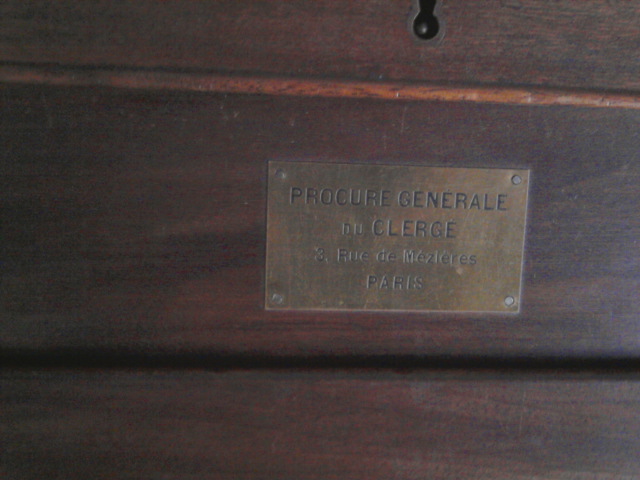 PROCURE GENERALE
DU CLERGE
3, Rue de Mézières
PARIS